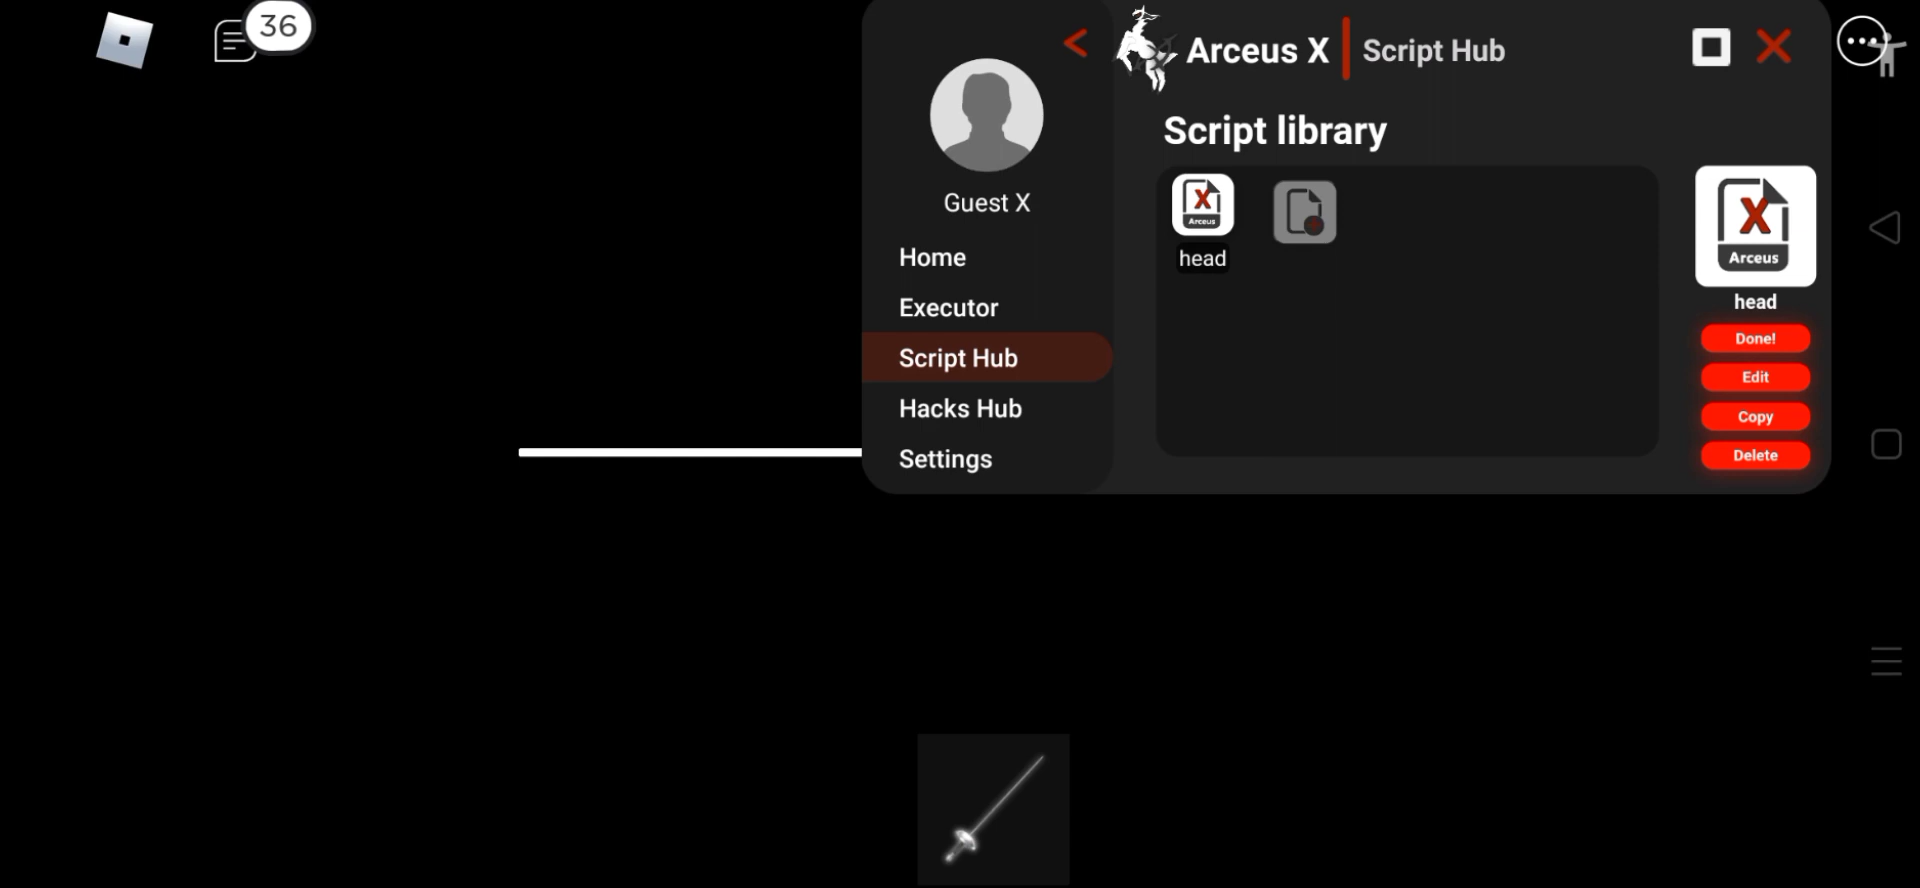 36
Arceus X
Script Hub
Script library
Guest X
Home
Executor
Script Hub
Hacks Hub
Settings
X
Arceus
head
X
Arceus
head
Done!
Edit
Copy
Delete